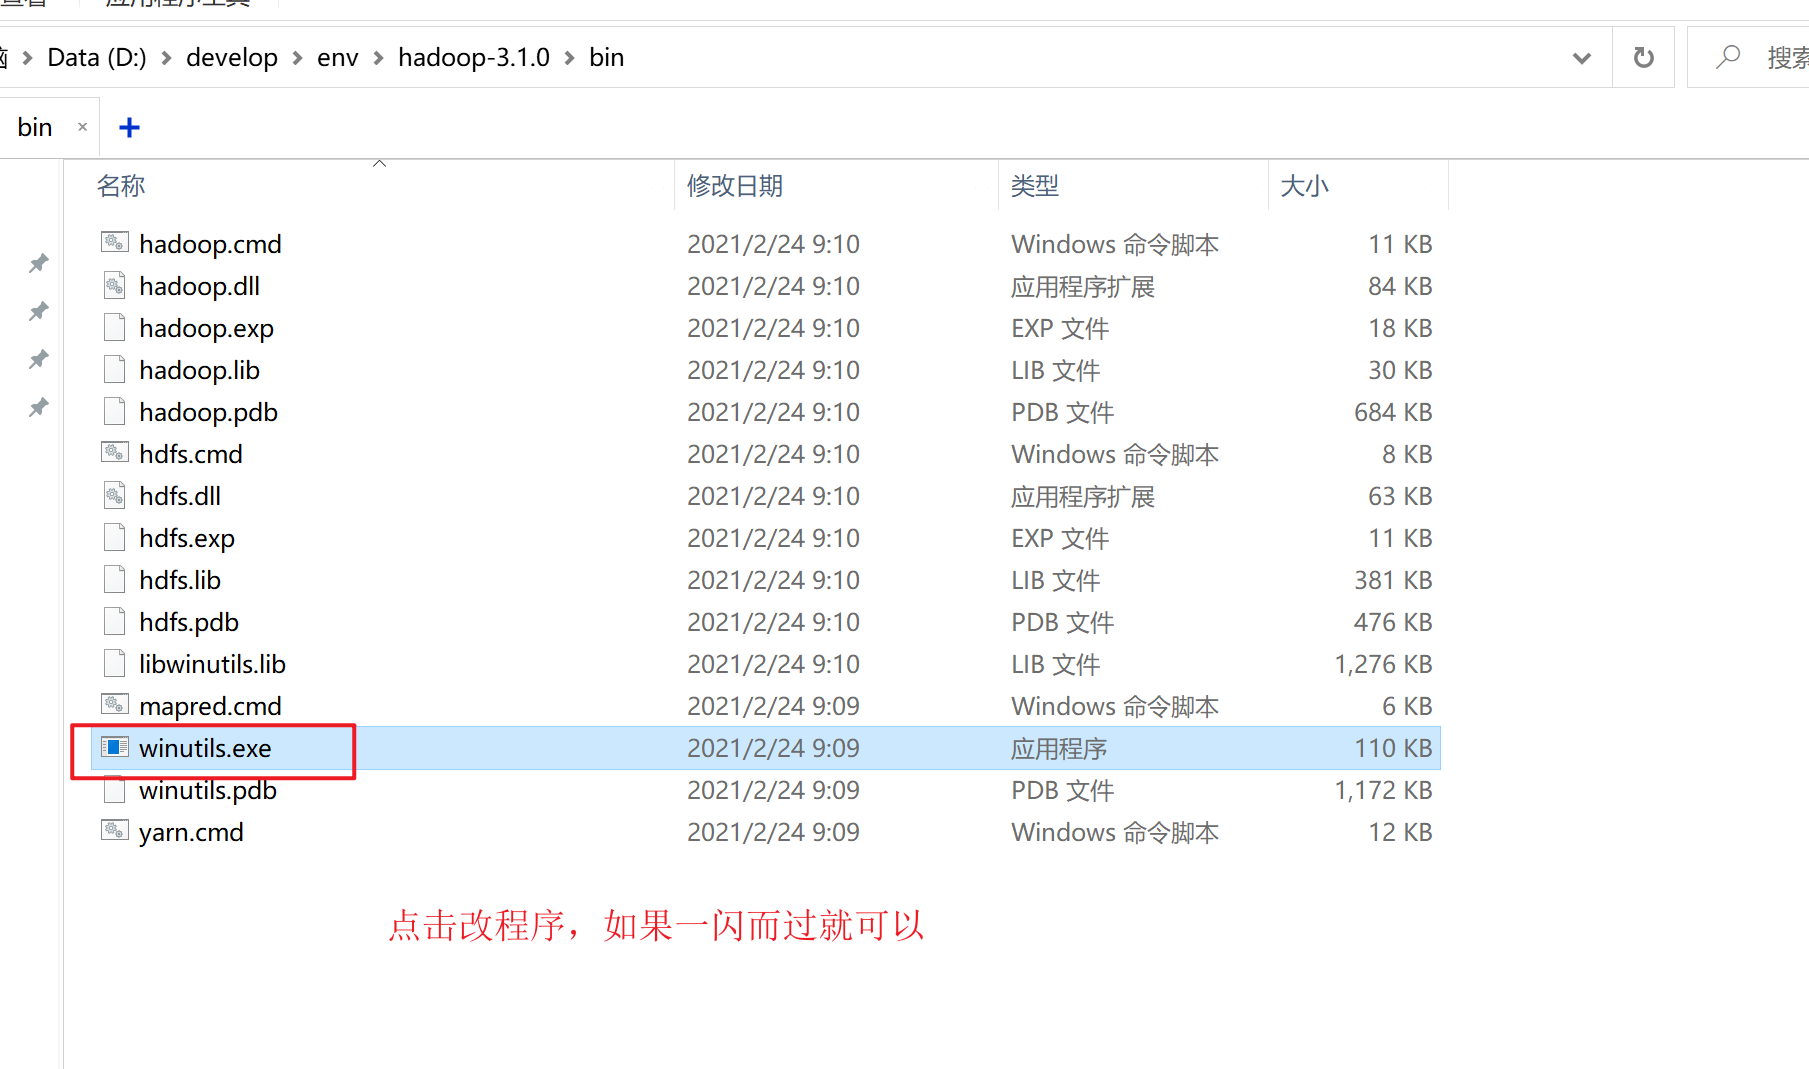 Data (D:) > develop > env > hadoop-3.1.0 > bin
搜索
bin × +
名称 修改日期 类型 大小
hadoop.cmd 2021/2/24 9:10 Windows 命令脚本 11 KB
hadoop.dll 2021/2/24 9:10 应用程序扩展 84 KB
hadoop.exp 2021/2/24 9:10 EXP 文件 18 KB
hadoop.lib 2021/2/24 9:10 LIB 文件 30 KB
hadoop.pdb 2021/2/24 9:10 PDB 文件 684 KB
hdfs.cmd 2021/2/24 9:10 Windows 命令脚本 8 KB
hdfs.dll 2021/2/24 9:10 应用程序扩展 63 KB
hdfs.exp 2021/2/24 9:10 EXP 文件 11 KB
hdfs.lib 2021/2/24 9:10 LIB 文件 381 KB
hdfs.pdb 2021/2/24 9:10 PDB 文件 476 KB
libwinutils.lib 2021/2/24 9:10 LIB 文件 1,276 KB
mapred.cmd 2021/2/24 9:09 Windows 命令脚本 6 KB
winutils.exe 2021/2/24 9:09 应用程序 110 KB
winutils.pdb 2021/2/24 9:09 PDB 文件 1,172 KB
yarn.cmd 2021/2/24 9:09 Windows 命令脚本 12 KB
点击改程序，如果一闪而过就可以